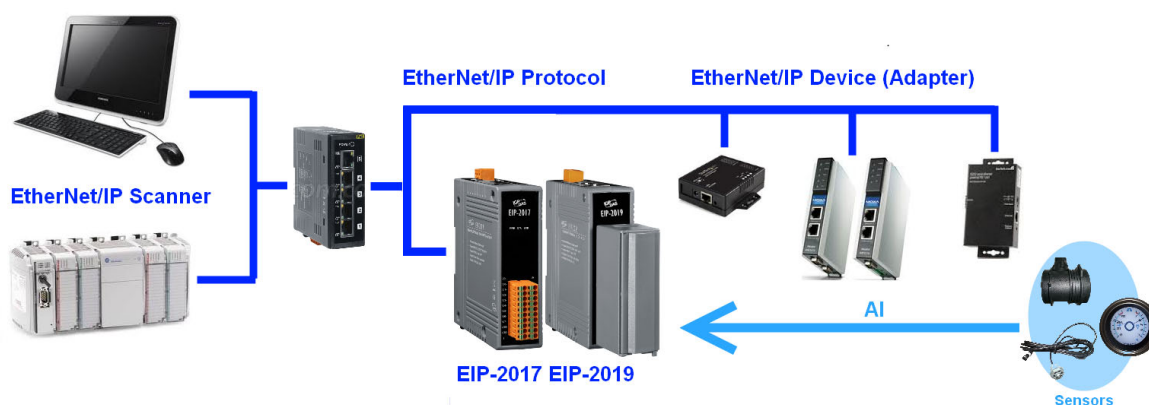 EtherNet/IP Protocol
EtherNet/IP Device (Adapter)
EtherNet/IP Scanner
EIP-2017
EIP-2019
AI
EIP-2017 EIP-2019
Sensors